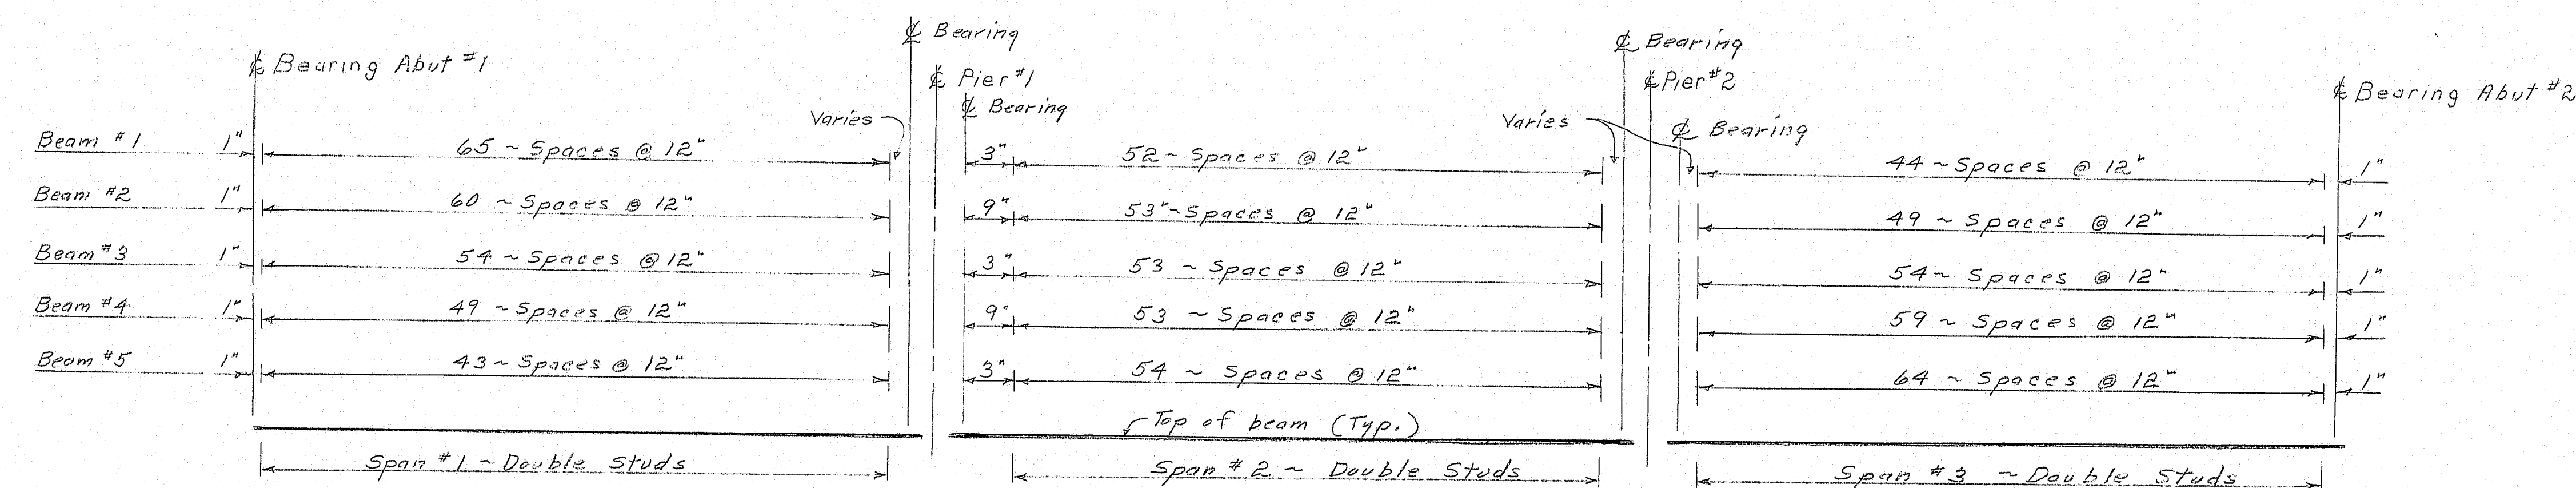 ℄ Bearing
℄ Bearing
℄ Bearing Abut #1
℄ Pier #1
℄ Pier #2
℄ Bearing Abut #2
℄ Bearing
℄ Bearing
Varies
Varies
Beam #1 1" 65 ~ Spaces @ 12" 3" 52 ~ Spaces @ 12" 44 ~ Spaces @ 12" 1"
Beam #2 1" 60 ~ Spaces @ 12" 9" 53"~ Spaces @ 12" 49 ~ Spaces @ 12" 1"
Beam #3 1" 54 ~ Spaces @ 12" 3" 53 ~ Spaces @ 12" 54 ~ Spaces @ 12" 1"
Beam #4 1" 49 ~ Spaces @ 12" 9" 53 ~ Spaces @ 12" 59 ~ Spaces @ 12" 1"
Beam #5 1" 43 ~ Spaces @ 12" 3" 54 ~ Spaces @ 12" 64 ~ Spaces @ 12" 1"
Top of beam (Typ.)
Span #1 ~ Double Studs
Span #2 ~ Double Studs
Span #3 ~ Double Studs